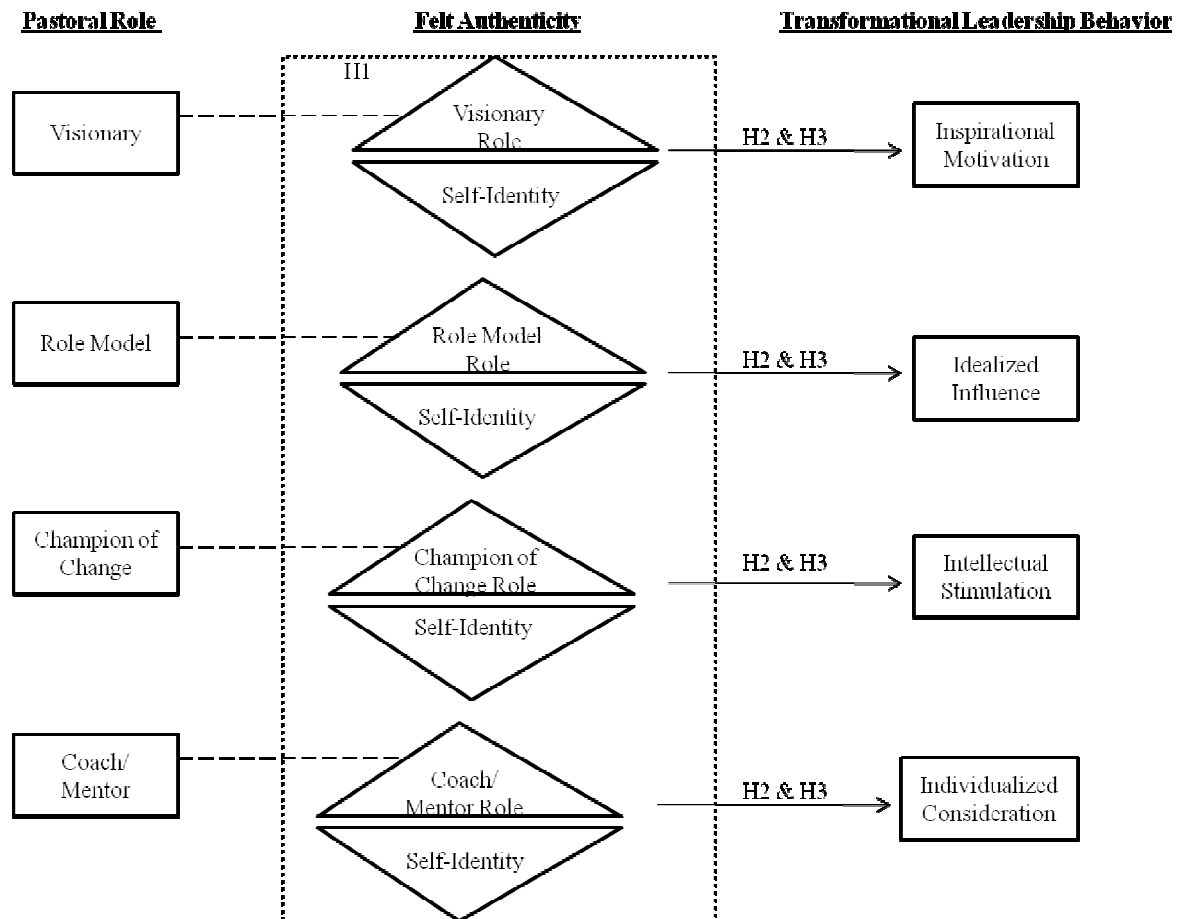 Pastoral Role
Felt Authenticity
Transformational Leadership Behavior
H1
Visionary
Visionary
Role
Self-Identity
H2 & H3
Inspirational
Motivation
Role Model
Role Model
Role
Self-Identity
H2 & H3
Idealized
Influence
Champion of
Change
Champion of
Change Role
Self-Identity
H2 & H3
Intellectual
Stimulation
Coach/
Mentor
Coach/
Mentor Role
Self-Identity
H2 & H3
Individualized
Consideration